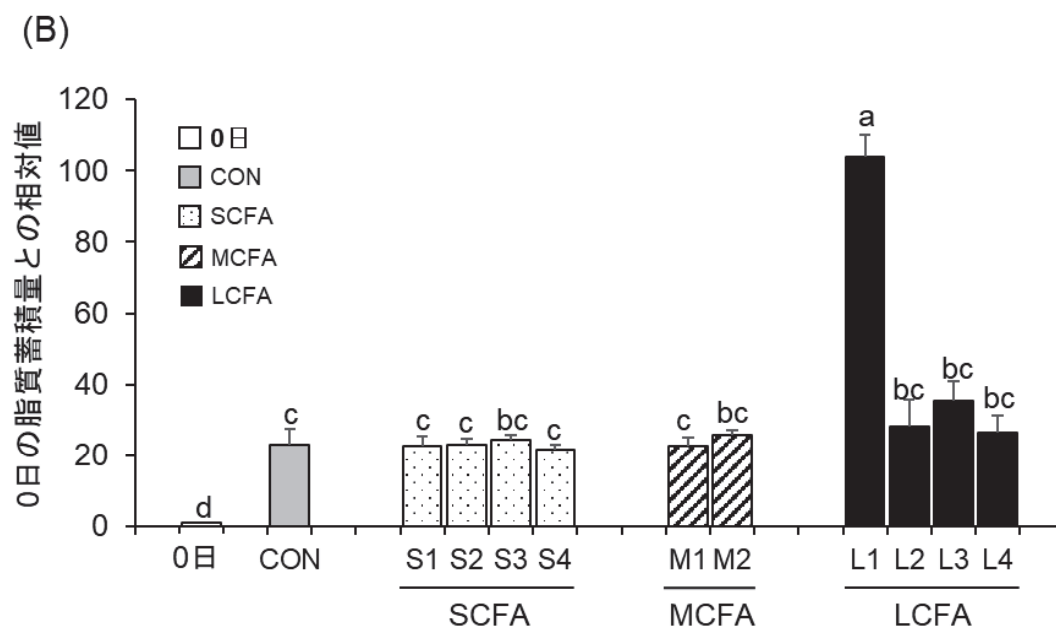 (B)
0日の脂質蓄積量との相対値
120
100
80
60
40
20
0
0日
CON
SCFA
MCFA
LCFA
d
c
c c bc c
c bc
a bc bc bc
0日 CON S1 S2 S3 S4 M1 M2 L1 L2 L3 L4
SCFA MCFA LCFA